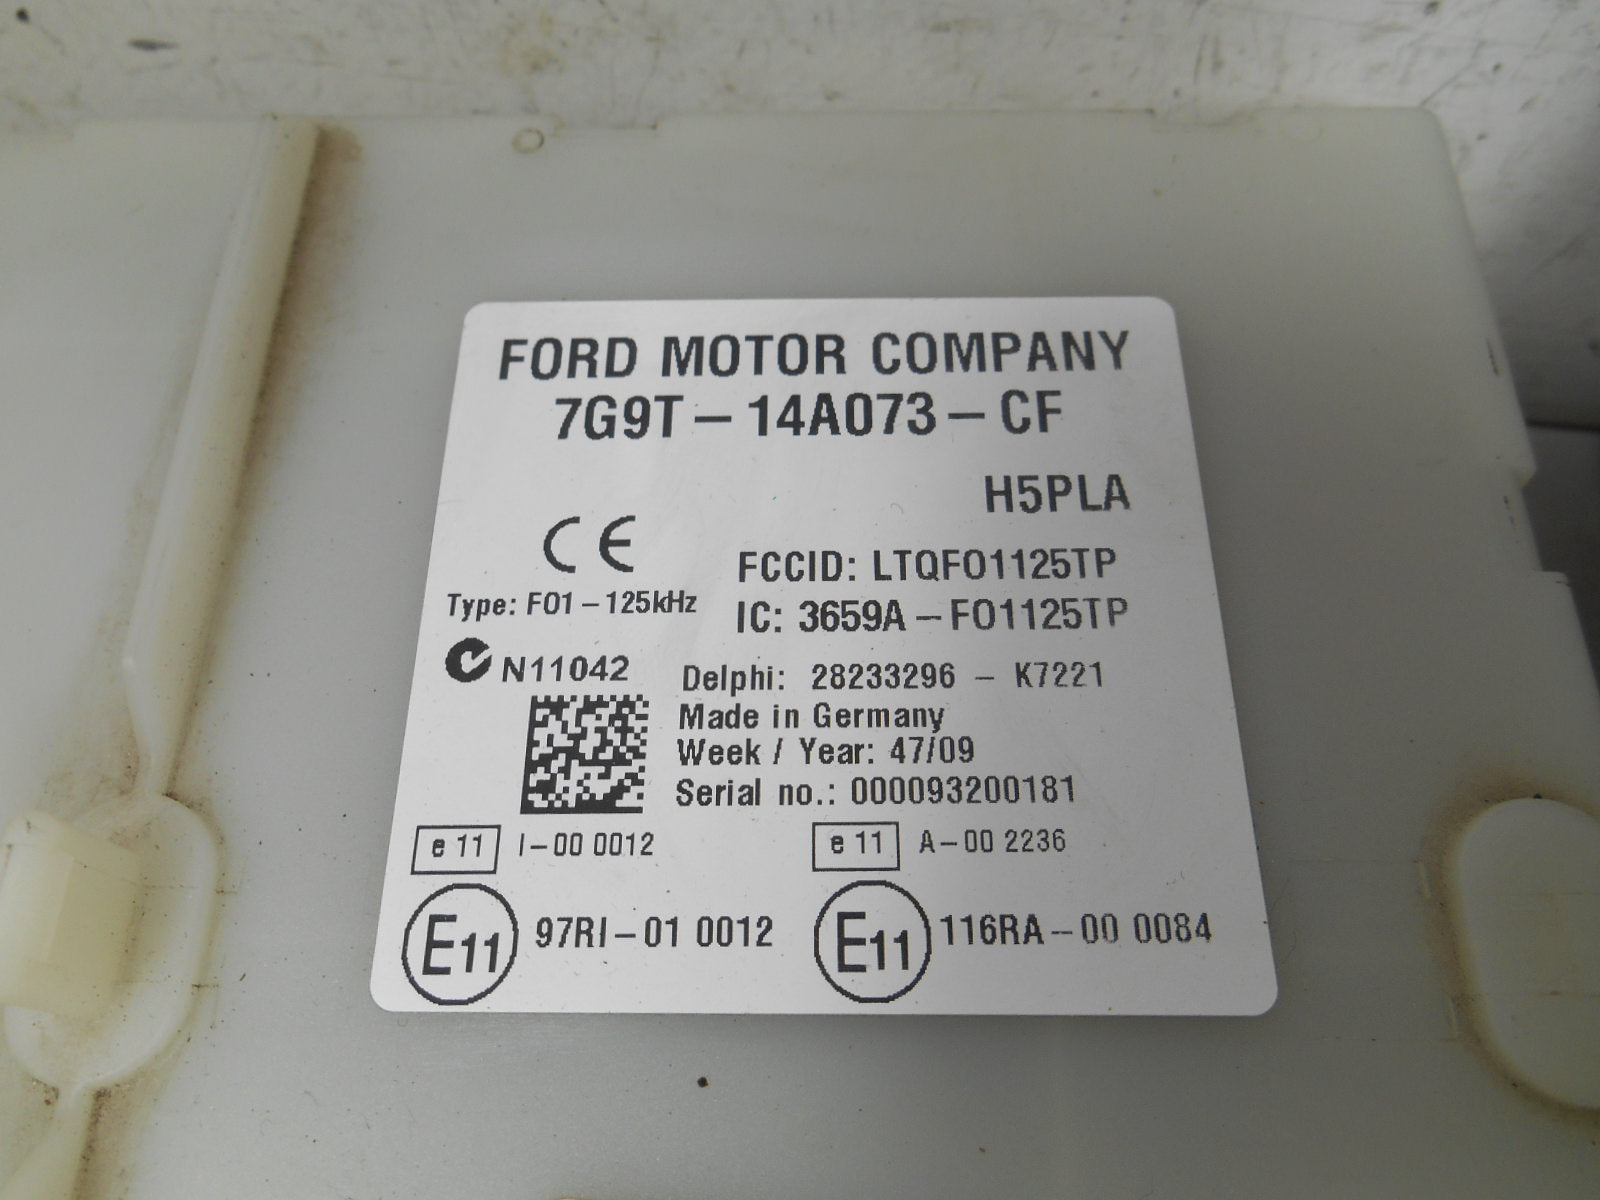 FORD MOTOR COMPANY
7G9T – 14A073 – CF
H5PLA
CE
FCCID: LTQFO1125TP
Type: F01 – 125kHz
IC: 3659A – FO1125TP
N11042
Delphi: 28233296 – K7221
Made in Germany
Week / Year: 47/09
Serial no.: 000093200181
e 11 I – 00 0012
e 11 A – 00 2236
E11 97RI – 01 0012
E11 116RA – 00 0084